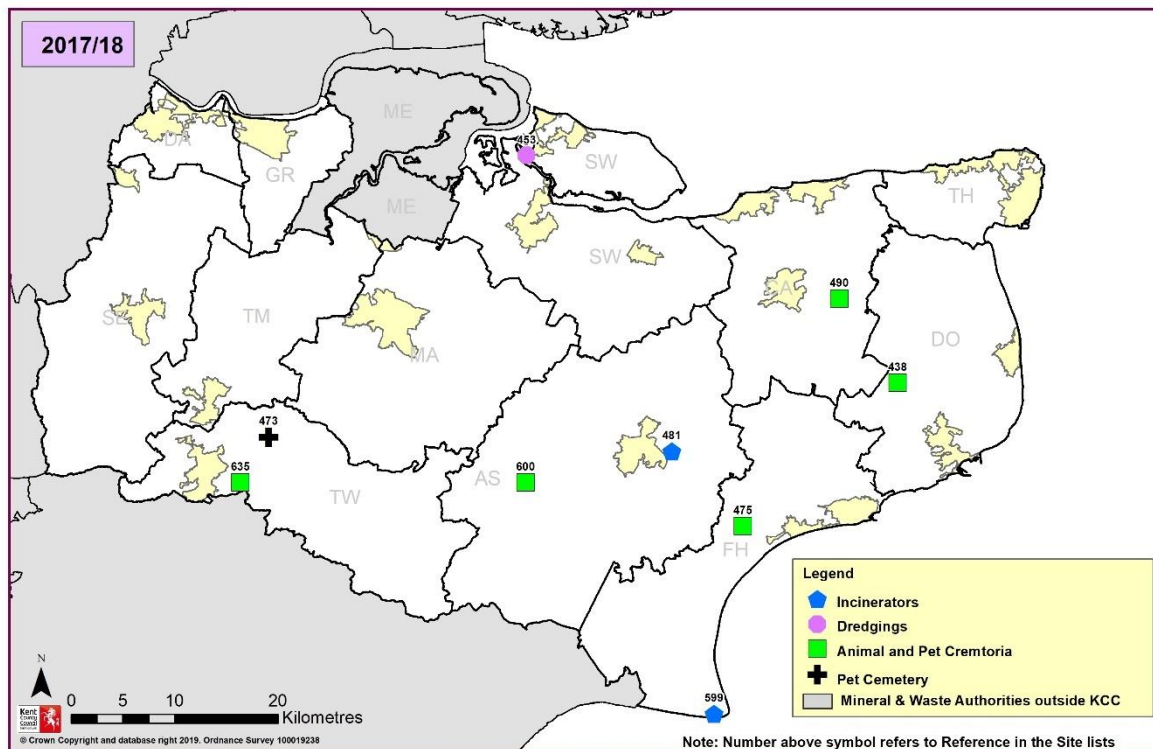 2017/18
ME
DA
GR
453
SW
ME
TH
SW
CA
490
SE
TM
MA
DO
438
473
481
635
TW
AS
600
475
FH
Legend
Incinerators
Dredgings
Animal and Pet Cremtoria
Pet Cemetery
Mineral & Waste Authorities outside KCC
N
0 5 10 20
Kilometres
599
Kent
County
Council
© Crown Copyright and database right 2019. Ordnance Survey 100019238
Note: Number above symbol refers to Reference in the Site lists